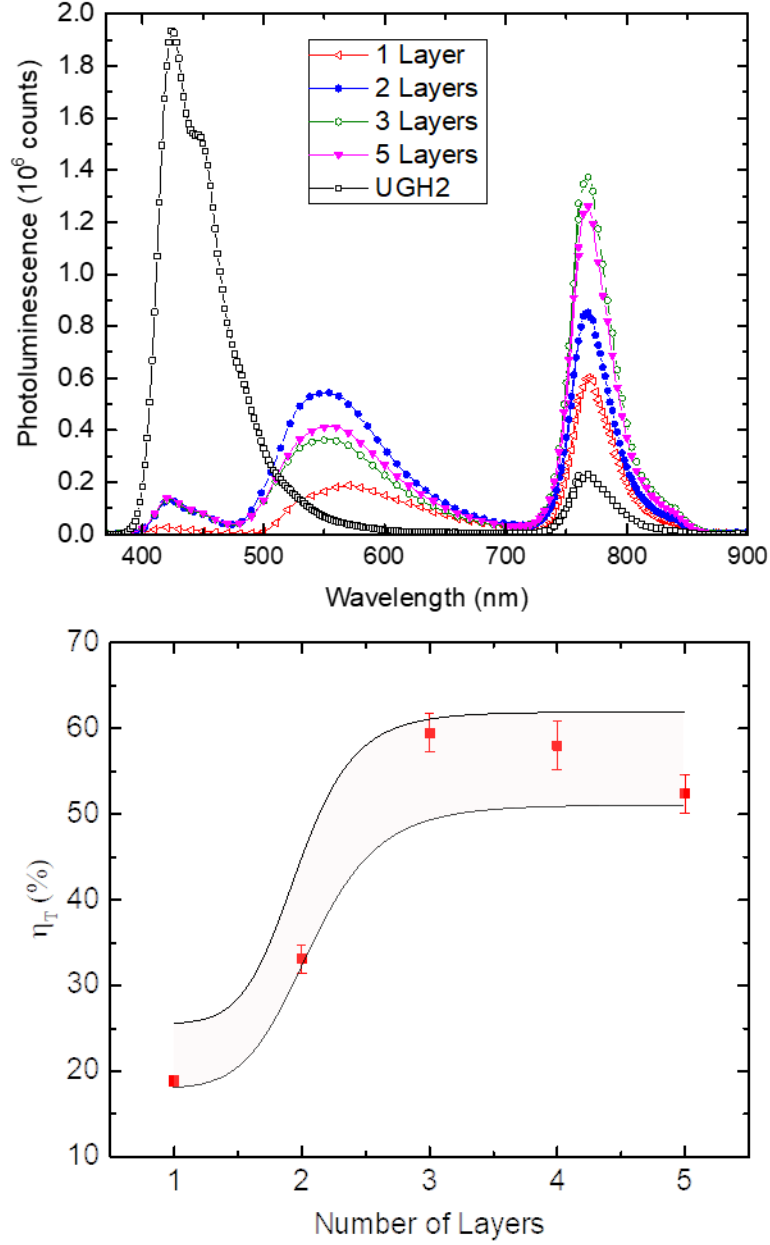 2.0
1.8
1.6
1.4
1.2
1.0
0.8
0.6
0.4
0.2
0.0
Photoluminescence (10⁶ counts)
1 Layer
2 Layers
3 Layers
5 Layers
UGH2
400 500 600 700 800 900
Wavelength (nm)
70
60
50
40
30
20
10
η_T (%)
1 2 3 4 5
Number of Layers